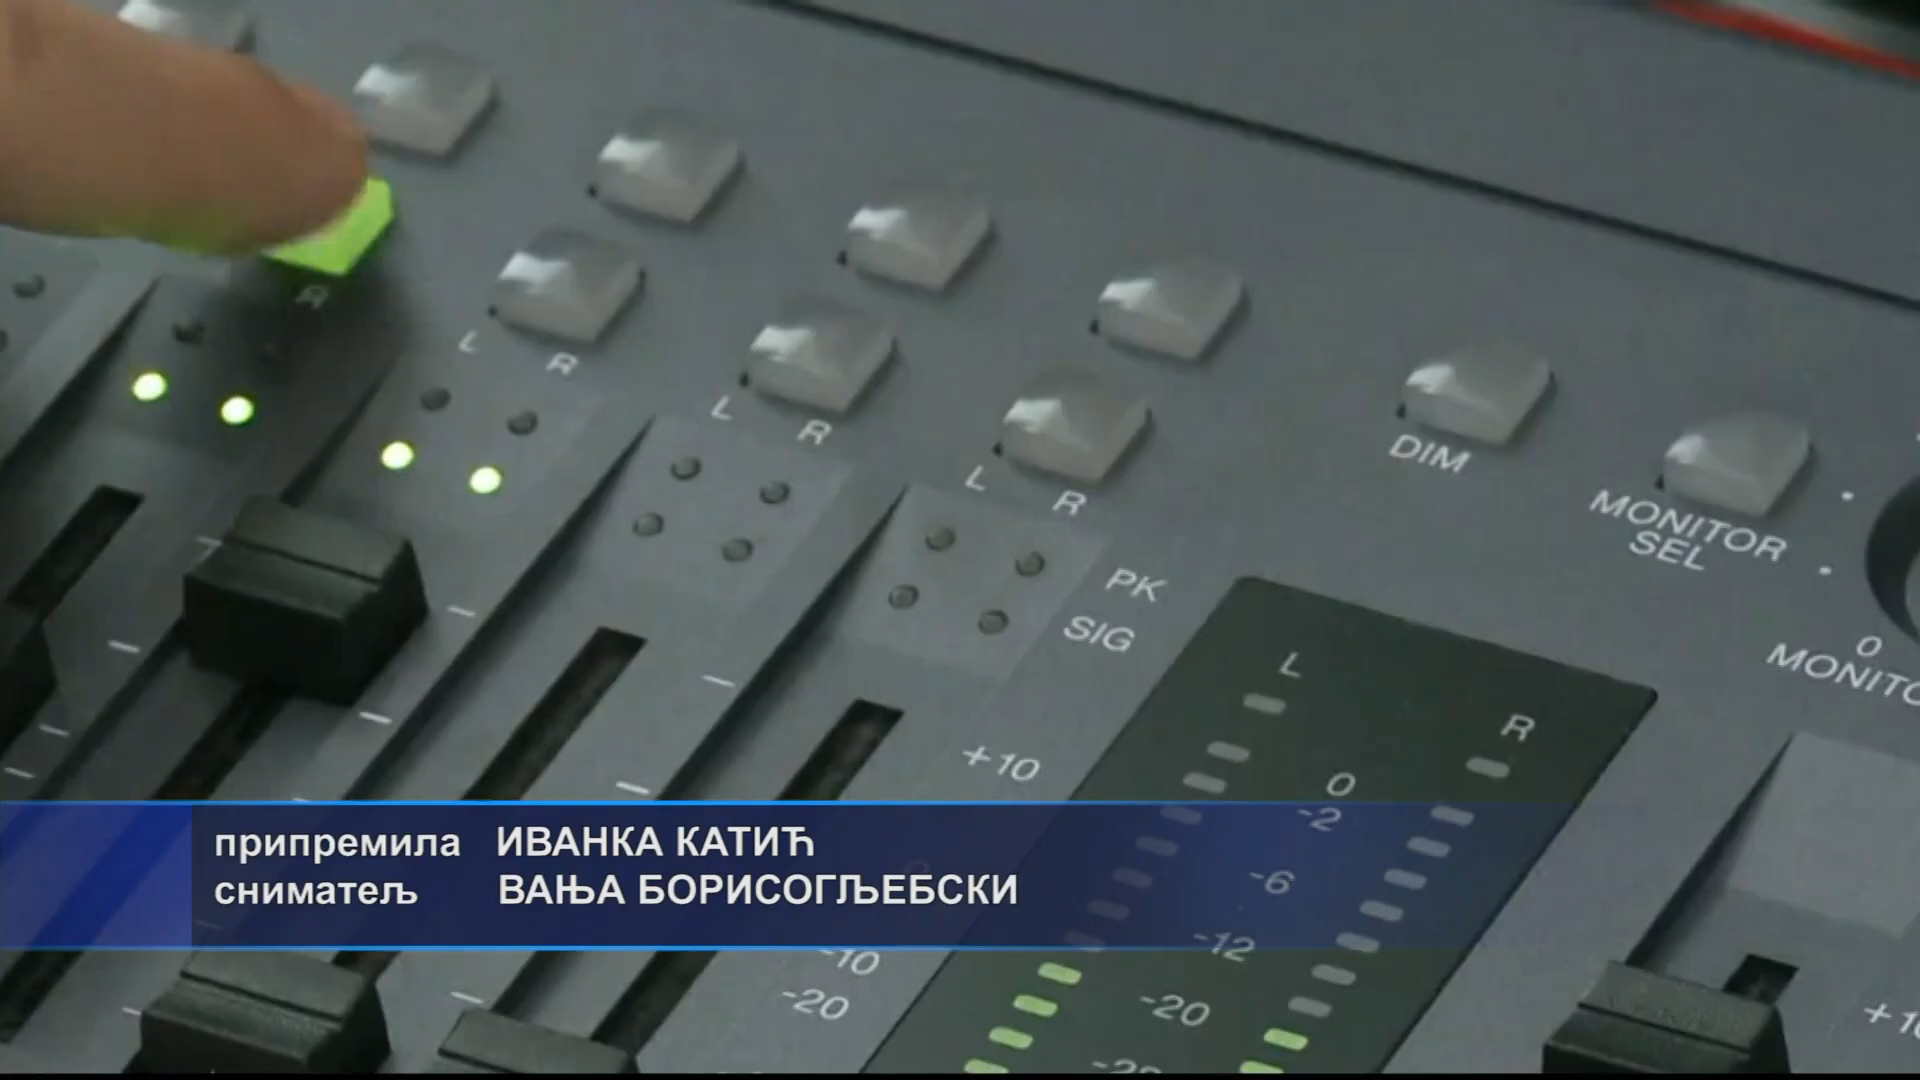 R
L R
L R
L R
DIM
MONITOR
SEL
PK
SIG
0
L
R
+10
0
-2
-6
-12
-20
-10
-20
+10
припремила ИВАНКА КАТИЋ
сниматељ ВАЊА БОРИСОГЉЕБСКИ